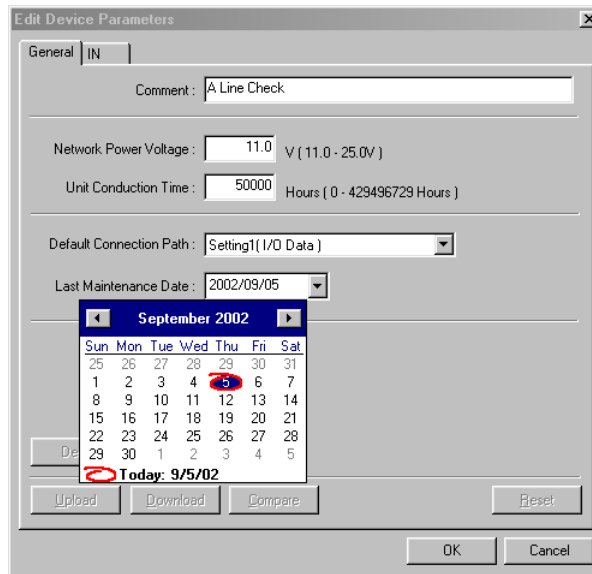 Edit Device Parameters
General IN
Comment : A Line Check
Network Power Voltage : 11.0 V ( 11.0 - 25.0V )
Unit Conduction Time : 50000 Hours ( 0 - 429496729 Hours )
Default Connection Path : Setting1( I/O Data )
Last Maintenance Date : 2002/09/05
September 2002
Sun Mon Tue Wed Thu Fri Sat
25 26 27 28 29 30 31
1 2 3 4 5 6 7
8 9 10 11 12 13 14
15 16 17 18 19 20 21
22 23 24 25 26 27 28
29 30 1 2 3 4 5
Today: 9/5/02
Upload Download Compare Reset
OK Cancel